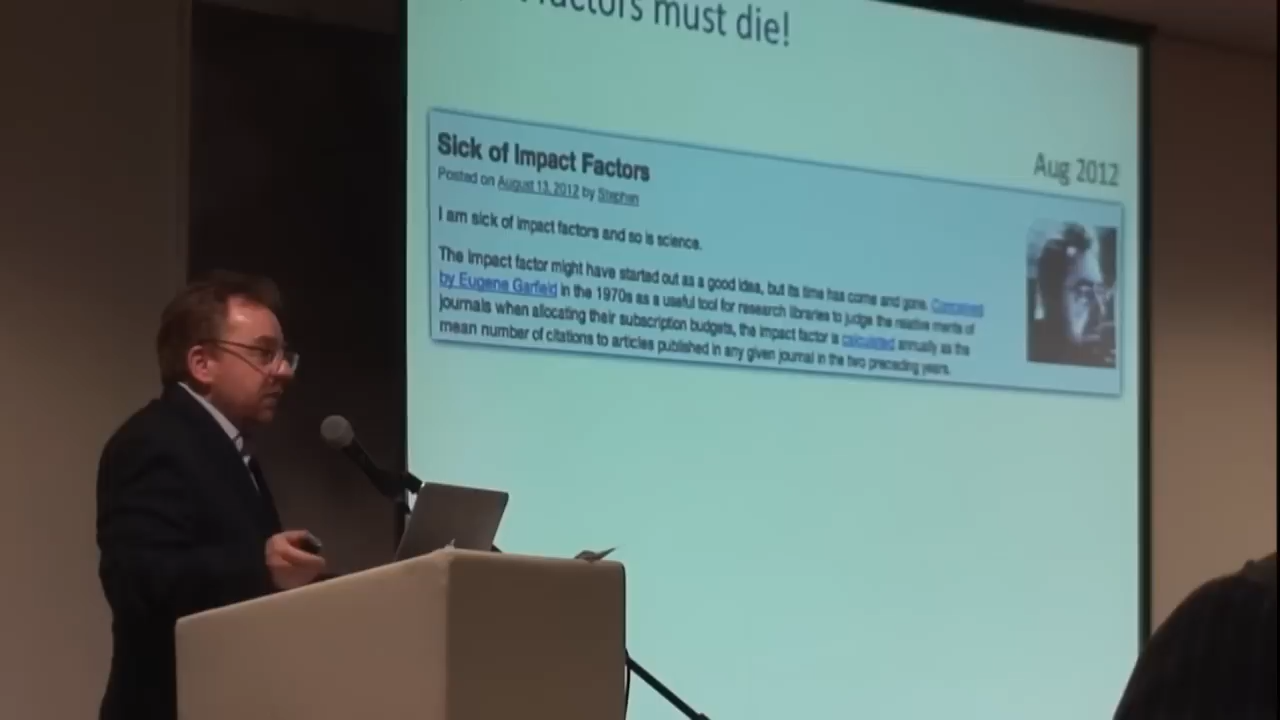 factors must die!
Aug 2012
Sick of Impact Factors
Posted on August 13, 2012 by Stephen
I am sick of impact factors and so is science.
The impact factor might have started out as a good idea, but its time has come and gone. Conceived
by Eugene Garfield in the 1970s as a useful tool for research libraries to judge the relative merits of
journals when allocating their subscription budgets, the impact factor is calculated annually as the
mean number of citations to articles published in any given journal in the two preceding years.